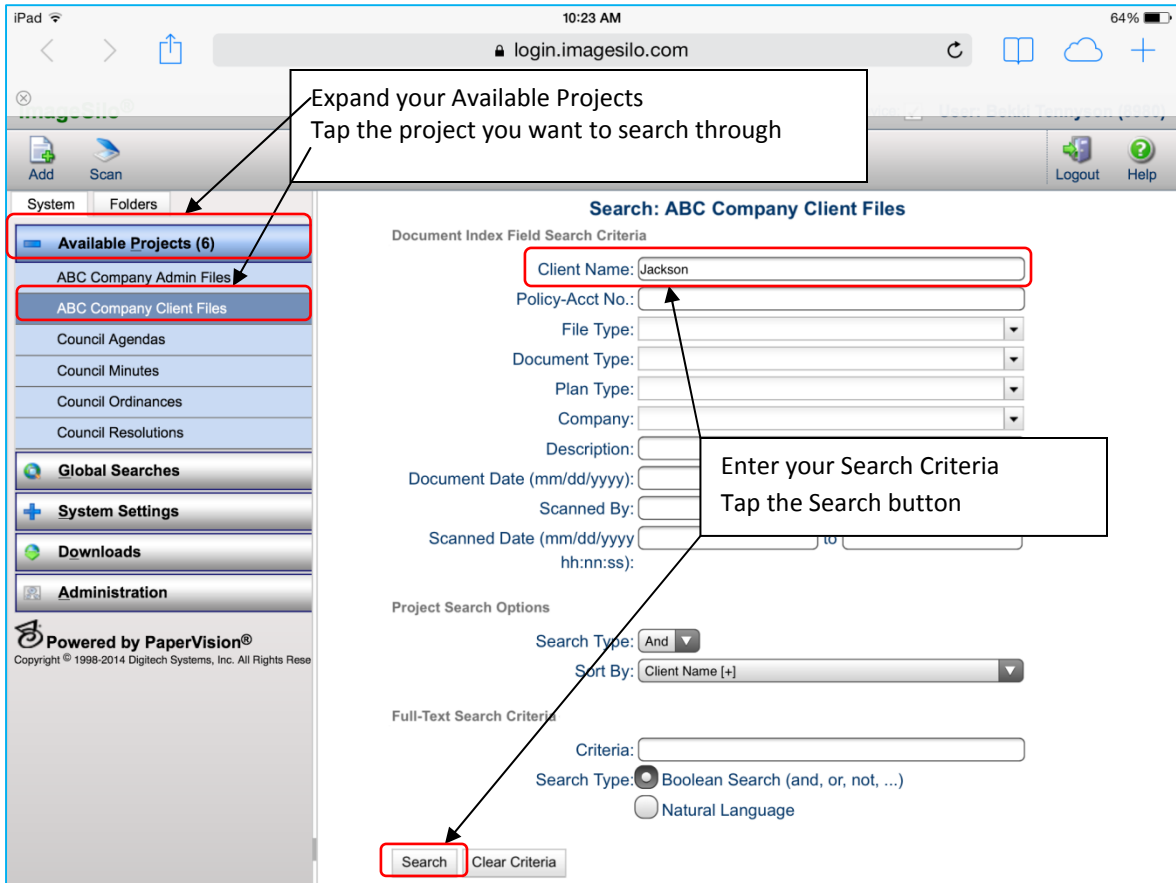 iPad
10:23 AM
64%
login.imagesilo.com
ImageSilo®
User: Bekki Tennyson (8980)
Expand your Available Projects
Tap the project you want to search through
Add
Scan
Logout
Help
System
Folders
Available Projects (6)
ABC Company Admin Files
ABC Company Client Files
Council Agendas
Council Minutes
Council Ordinances
Council Resolutions
Global Searches
System Settings
Downloads
Administration
Powered by PaperVision®
Copyright © 1998-2014 Digitech Systems, Inc. All Rights Rese
Search: ABC Company Client Files
Document Index Field Search Criteria
Client Name: Jackson
Policy-Acct No.:
File Type:
Document Type:
Plan Type:
Company:
Description:
Document Date (mm/dd/yyyy):
Scanned By:
Scanned Date (mm/dd/yyyy to
hh:nn:ss):
Enter your Search Criteria
Tap the Search button
Project Search Options
Search Type: And
Sort By: Client Name [+]
Full-Text Search Criteria
Criteria:
Search Type: Boolean Search (and, or, not, ...)
Natural Language
Search
Clear Criteria